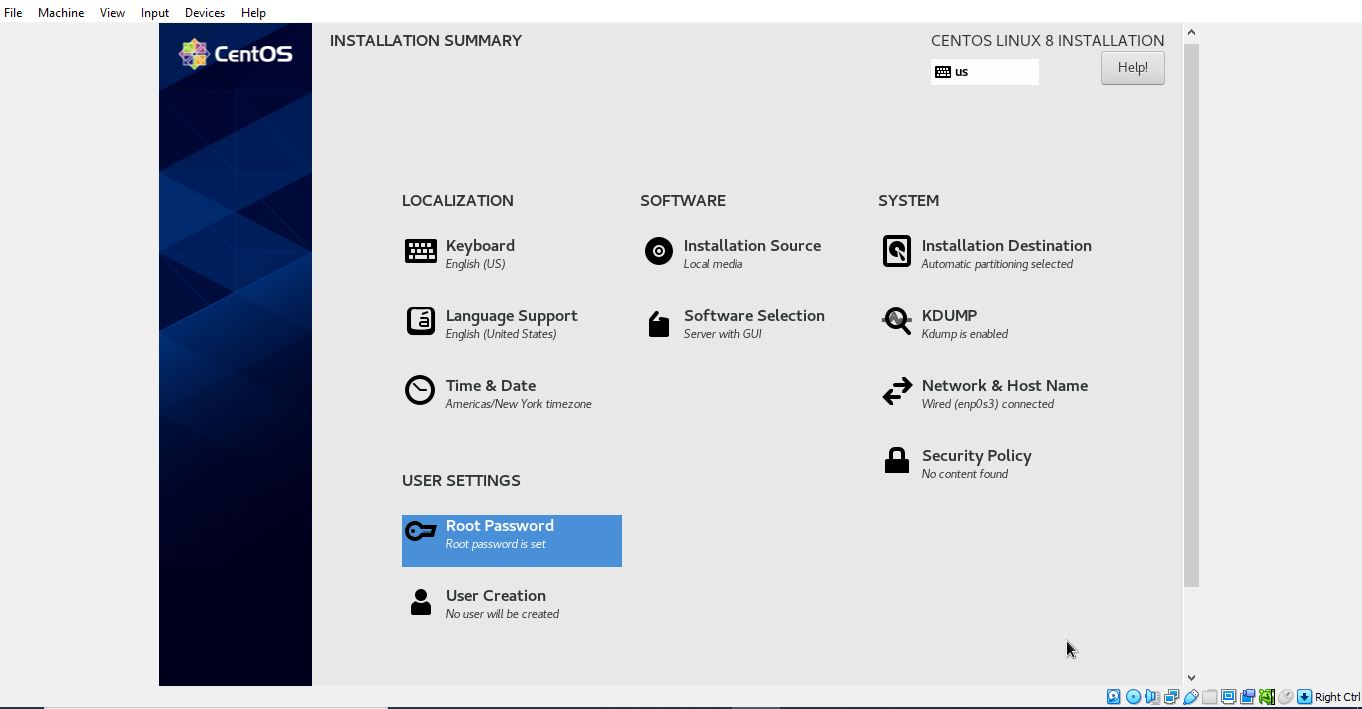 File Machine View Input Devices Help
CentOS
INSTALLATION SUMMARY
CENTOS LINUX 8 INSTALLATION
us
Help!
LOCALIZATION
Keyboard
English (US)
Language Support
English (United States)
Time & Date
Americas/New York timezone
SOFTWARE
Installation Source
Local media
Software Selection
Server with GUI
SYSTEM
Installation Destination
Automatic partitioning selected
KDUMP
Kdump is enabled
Network & Host Name
Wired (enp0s3) connected
Security Policy
No content found
USER SETTINGS
Root Password
Root password is set
User Creation
No user will be created
Right Ctrl